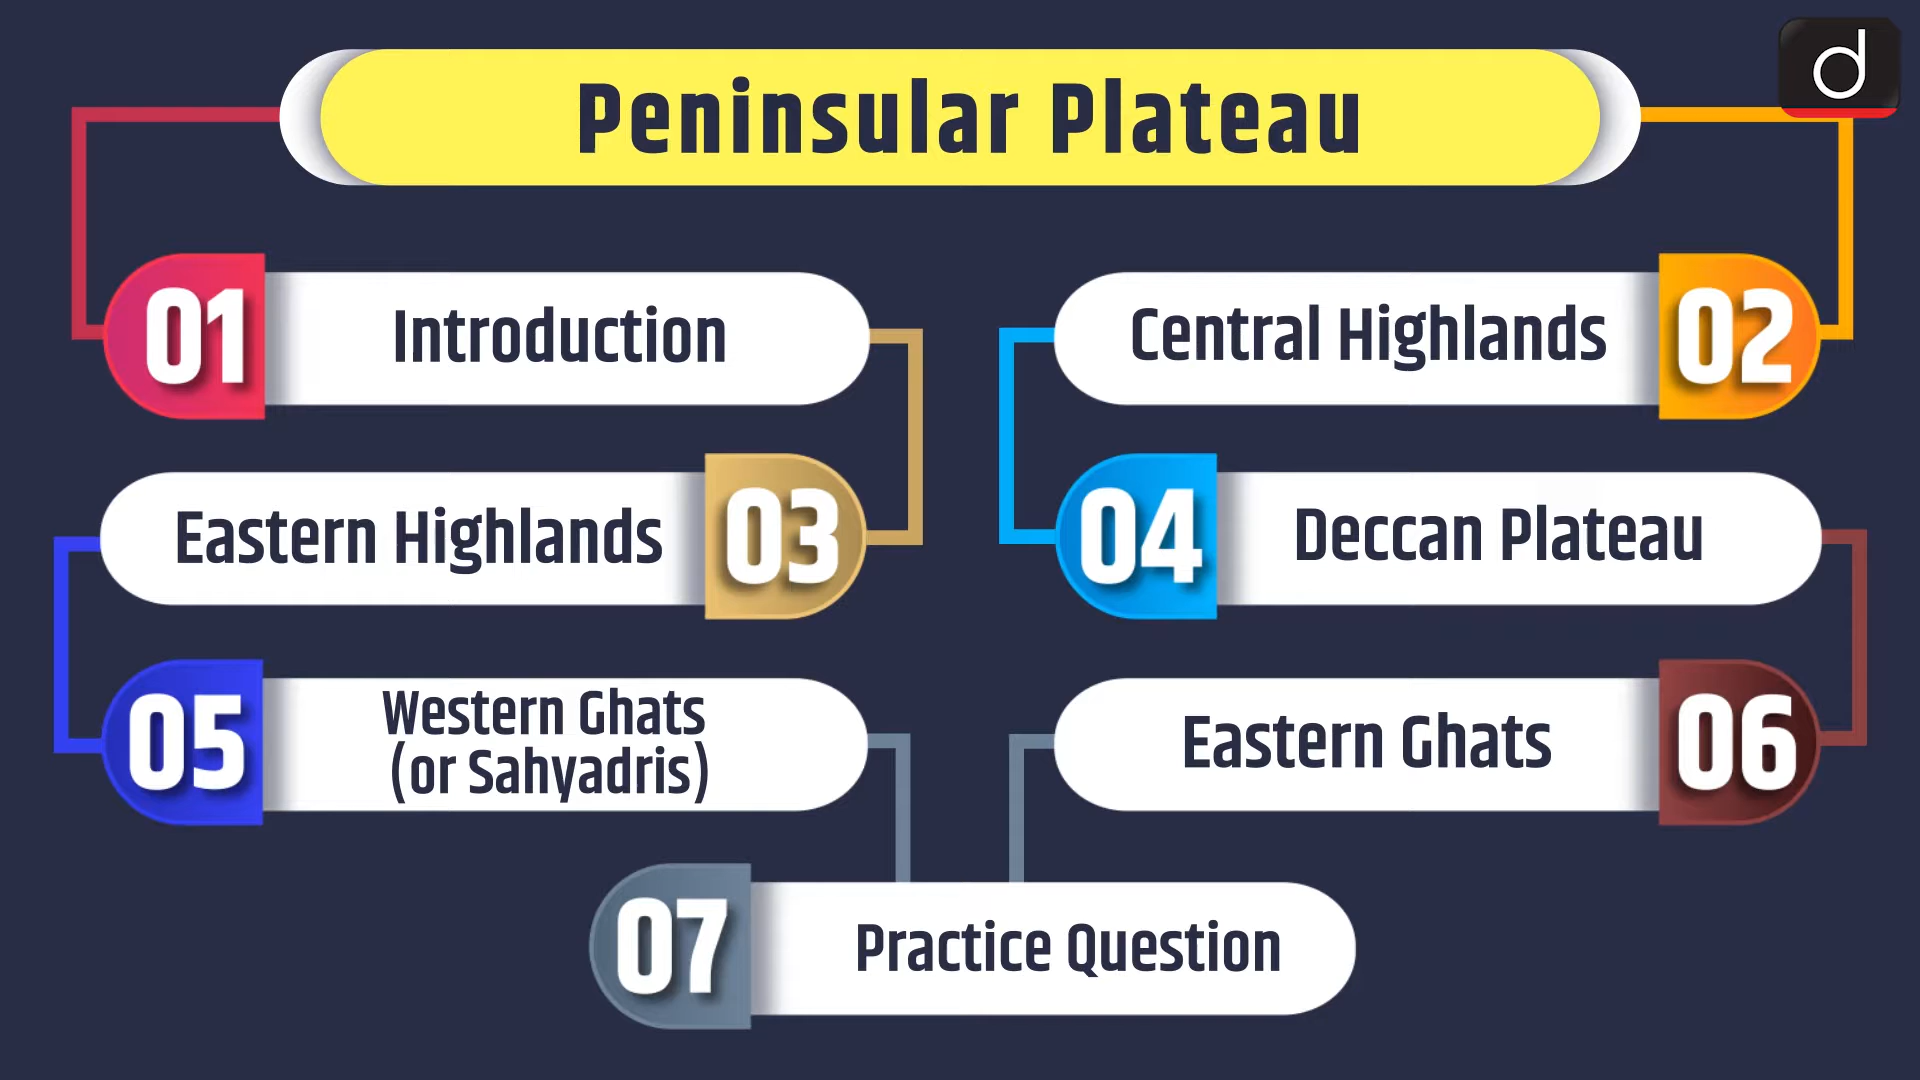 Peninsular Plateau
d
01 Introduction
Central Highlands 02
Eastern Highlands 03
04 Deccan Plateau
05 Western Ghats
(or Sahyadris)
Eastern Ghats 06
07 Practice Question